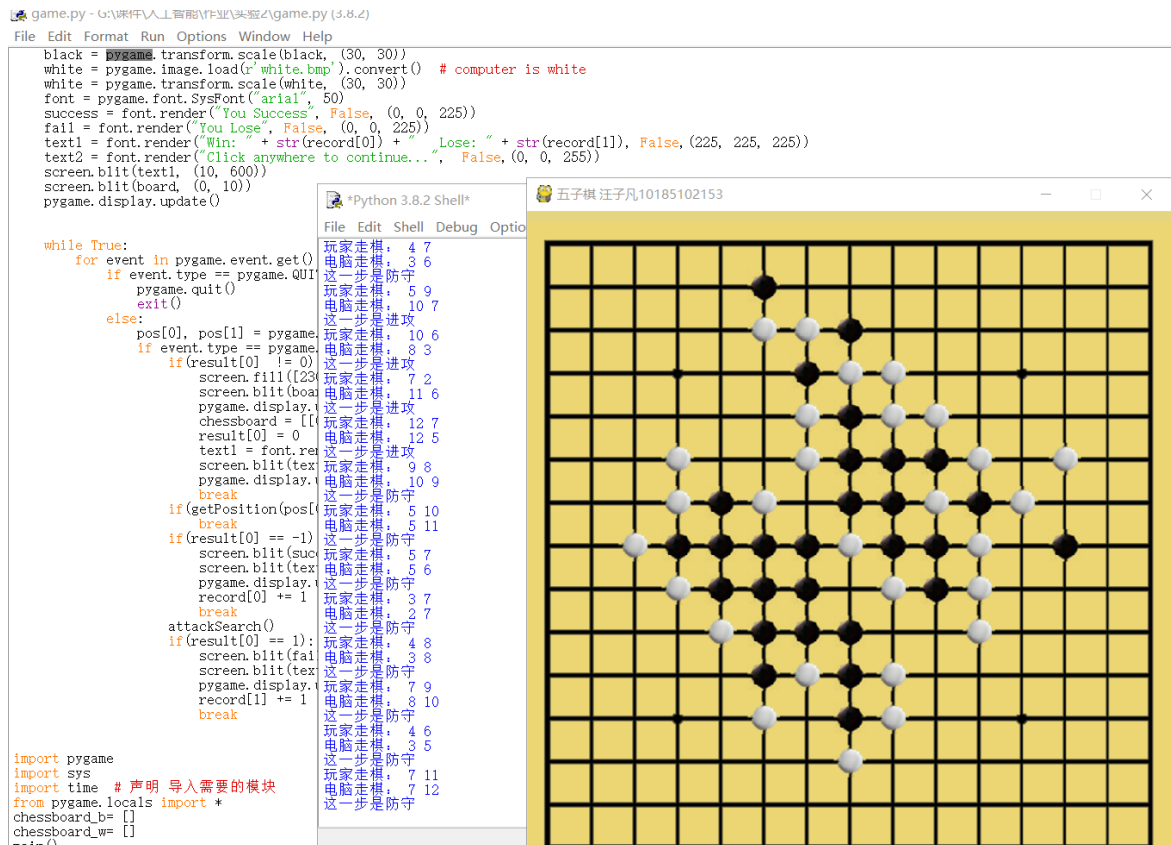 game.py - G:\课件\人工智能\作业\实验2\game.py (3.8.2)
File Edit Format Run Options Window Help
black = pygame.transform.scale(black, (30, 30))
white = pygame.image.load(r'white.bmp').convert()  # computer is white
white = pygame.transform.scale(white, (30, 30))
font = pygame.font.SysFont("arial", 50)
success = font.render("You Success", False, (0, 0, 225))
fail = font.render("You Lose", False, (0, 0, 225))
text1 = font.render("Win: " + str(record[0]) + "   Lose: " + str(record[1]), False,(225, 225, 225))
text2 = font.render("Click anywhere to continue...",  False,(0, 0, 255))
screen.blit(text1, (10, 600))
screen.blit(board, (0, 10))
pygame.display.update()
while True:
for event in pygame.event.get()
if event.type == pygame.QUI
pygame.quit()
exit()
else:
pos[0], pos[1] = pygame.
if event.type == pygame.
if(result[0]  != 0)
screen.fill([23
screen.blit(boa
pygame.display.u
chessboard = [[
result[0] = 0
text1 = font.ren
screen.blit(tex
pygame.display.u
break
if(getPosition(pos[
break
if(result[0] == -1)
screen.blit(suc
screen.blit(tex
pygame.display.u
record[0] += 1
break
attackSearch()
if(result[0] == 1):
screen.blit(fai
screen.blit(tex
pygame.display.u
record[1] += 1
break
import pygame
import sys
import time  # 声明 导入需要的模块
from pygame.locals import *
chessboard_b= []
chessboard_w= []
main()
*Python 3.8.2 Shell*
File Edit Shell Debug Optio
玩家走棋： 4 7
电脑走棋： 3 6
这一步是防守
玩家走棋： 5 9
电脑走棋： 10 7
这一步是进攻
玩家走棋： 10 6
电脑走棋： 8 3
这一步是进攻
玩家走棋： 7 2
电脑走棋： 11 6
这一步是进攻
玩家走棋： 12 7
电脑走棋： 12 5
这一步是进攻
玩家走棋： 9 8
电脑走棋： 10 9
这一步是防守
玩家走棋： 5 10
电脑走棋： 5 11
这一步是防守
玩家走棋： 5 7
电脑走棋： 5 6
这一步是防守
玩家走棋： 3 7
电脑走棋： 2 7
这一步是防守
玩家走棋： 4 8
电脑走棋： 3 8
这一步是防守
玩家走棋： 7 9
电脑走棋： 8 10
这一步是防守
玩家走棋： 4 6
电脑走棋： 3 5
这一步是防守
玩家走棋： 7 11
电脑走棋： 7 12
这一步是防守
五子棋 汪子凡10185102153